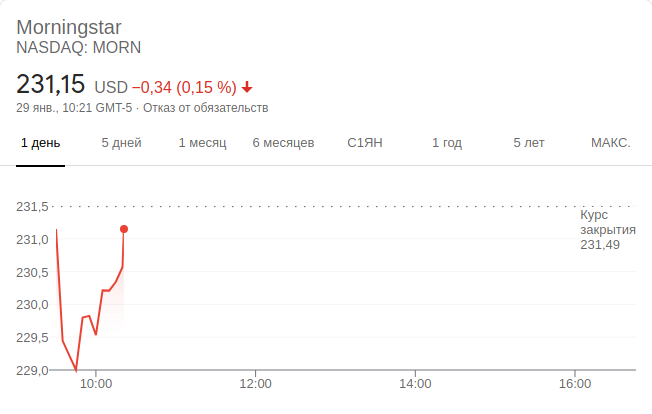 Morningstar
NASDAQ: MORN
231,15 USD −0,34 (0,15 %)
29 янв., 10:21 GMT-5 · Отказ от обязательств
1 день 5 дней 1 месяц 6 месяцев С1ЯН 1 год 5 лет МАКС.
231,5
231,0
230,5
230,0
229,5
229,0
Курс
закрытия
231,49
10:00 12:00 14:00 16:00